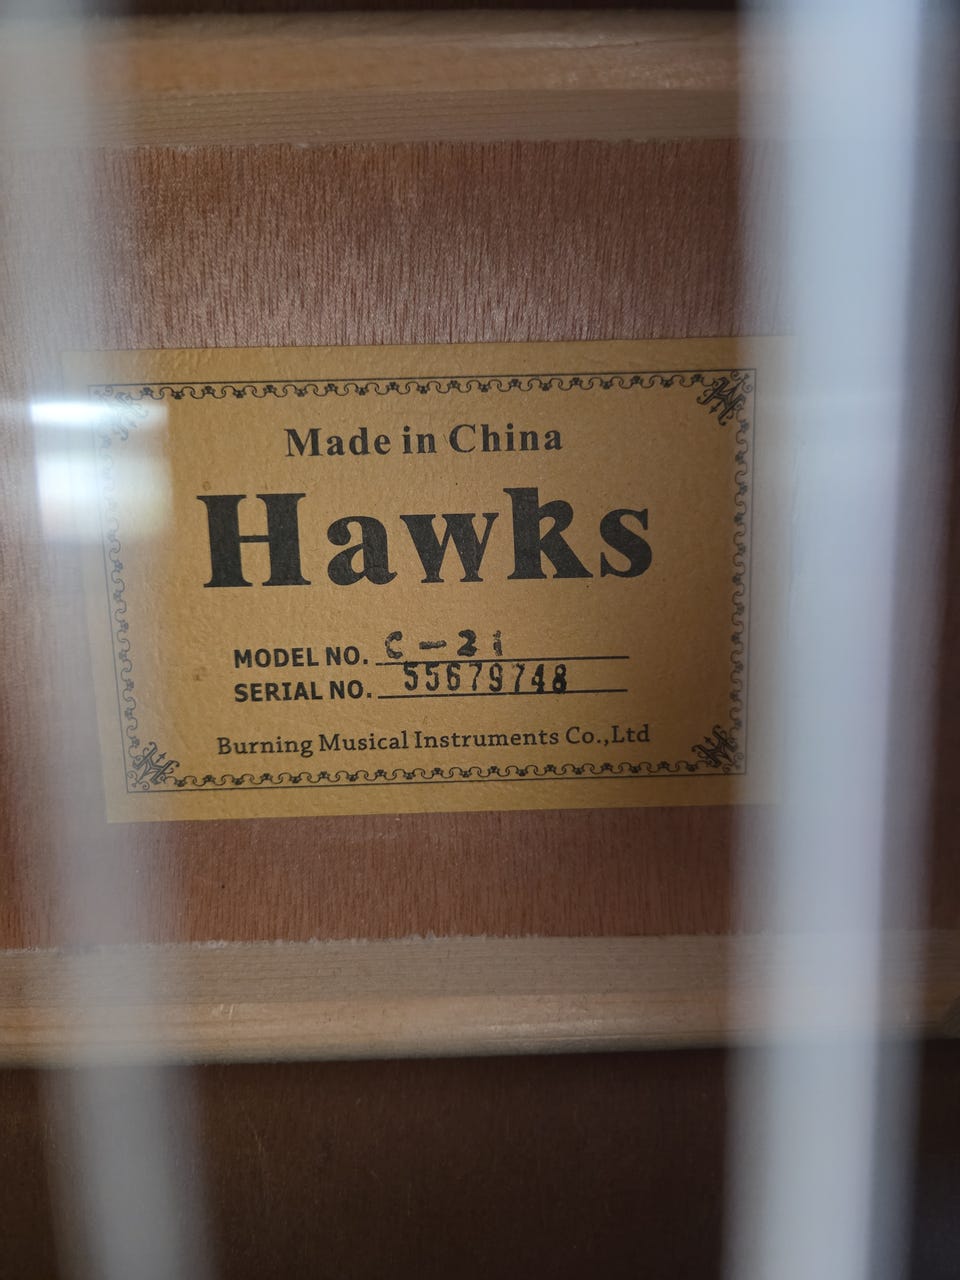 Made in China
Hawks
MODEL NO. C-21
SERIAL NO. 55679748
Burning Musical Instruments Co.,Ltd